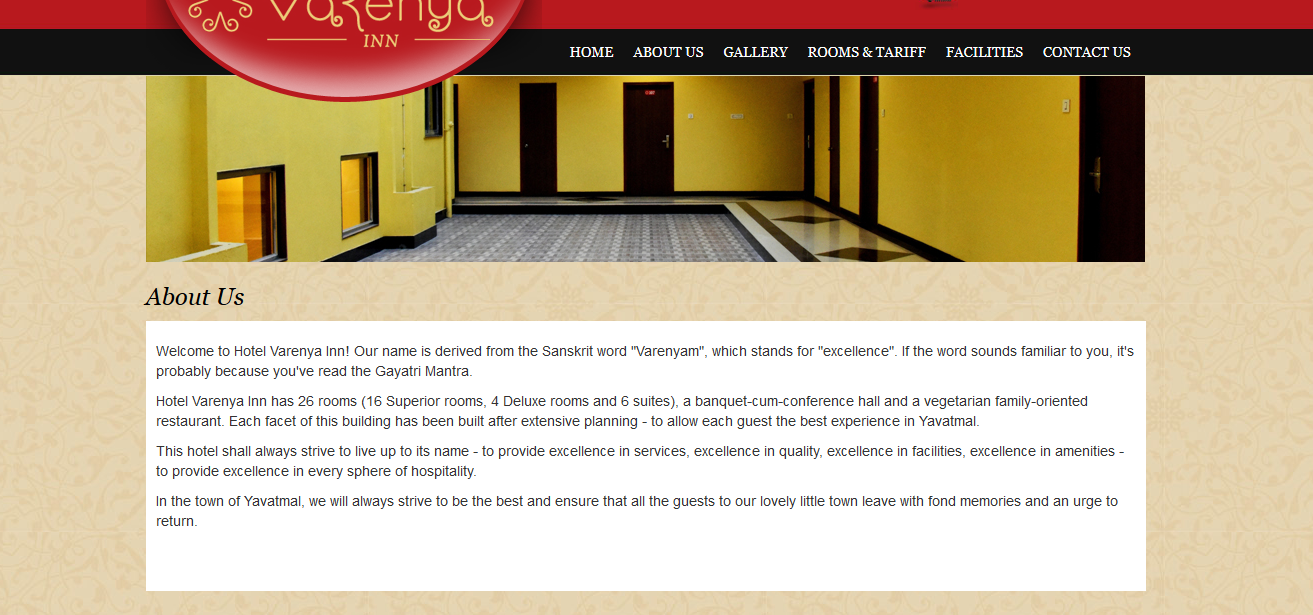 Varenya
INN
HOME ABOUT US GALLERY ROOMS & TARIFF FACILITIES CONTACT US
About Us
Welcome to Hotel Varenya Inn! Our name is derived from the Sanskrit word "Varenyam", which stands for "excellence". If the word sounds familiar to you, it's
probably because you've read the Gayatri Mantra.
Hotel Varenya Inn has 26 rooms (16 Superior rooms, 4 Deluxe rooms and 6 suites), a banquet-cum-conference hall and a vegetarian family-oriented
restaurant. Each facet of this building has been built after extensive planning - to allow each guest the best experience in Yavatmal.
This hotel shall always strive to live up to its name - to provide excellence in services, excellence in quality, excellence in facilities, excellence in amenities -
to provide excellence in every sphere of hospitality.
In the town of Yavatmal, we will always strive to be the best and ensure that all the guests to our lovely little town leave with fond memories and an urge to
return.